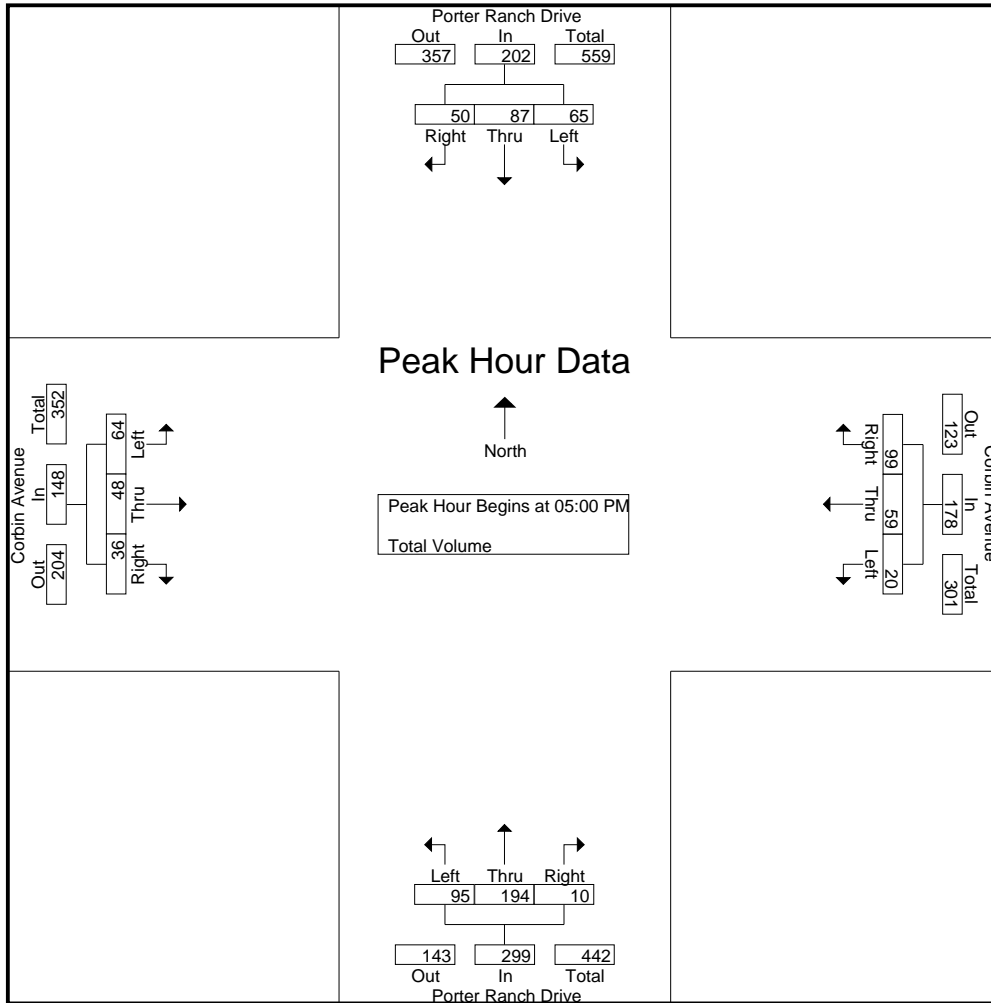 Porter Ranch Drive
Out In Total
357 202 559
50 87 65
Right Thru Left
Peak Hour Data
North
Peak Hour Begins at 05:00 PM
Total Volume
Corbin Avenue
Total In Out
352 148 204
64 48 36
Left Thru Right
Corbin Avenue
Out In Total
123 178 301
99 59 20
Right Thru Left
Left Thru Right
95 194 10
143 299 442
Out In Total
Porter Ranch Drive